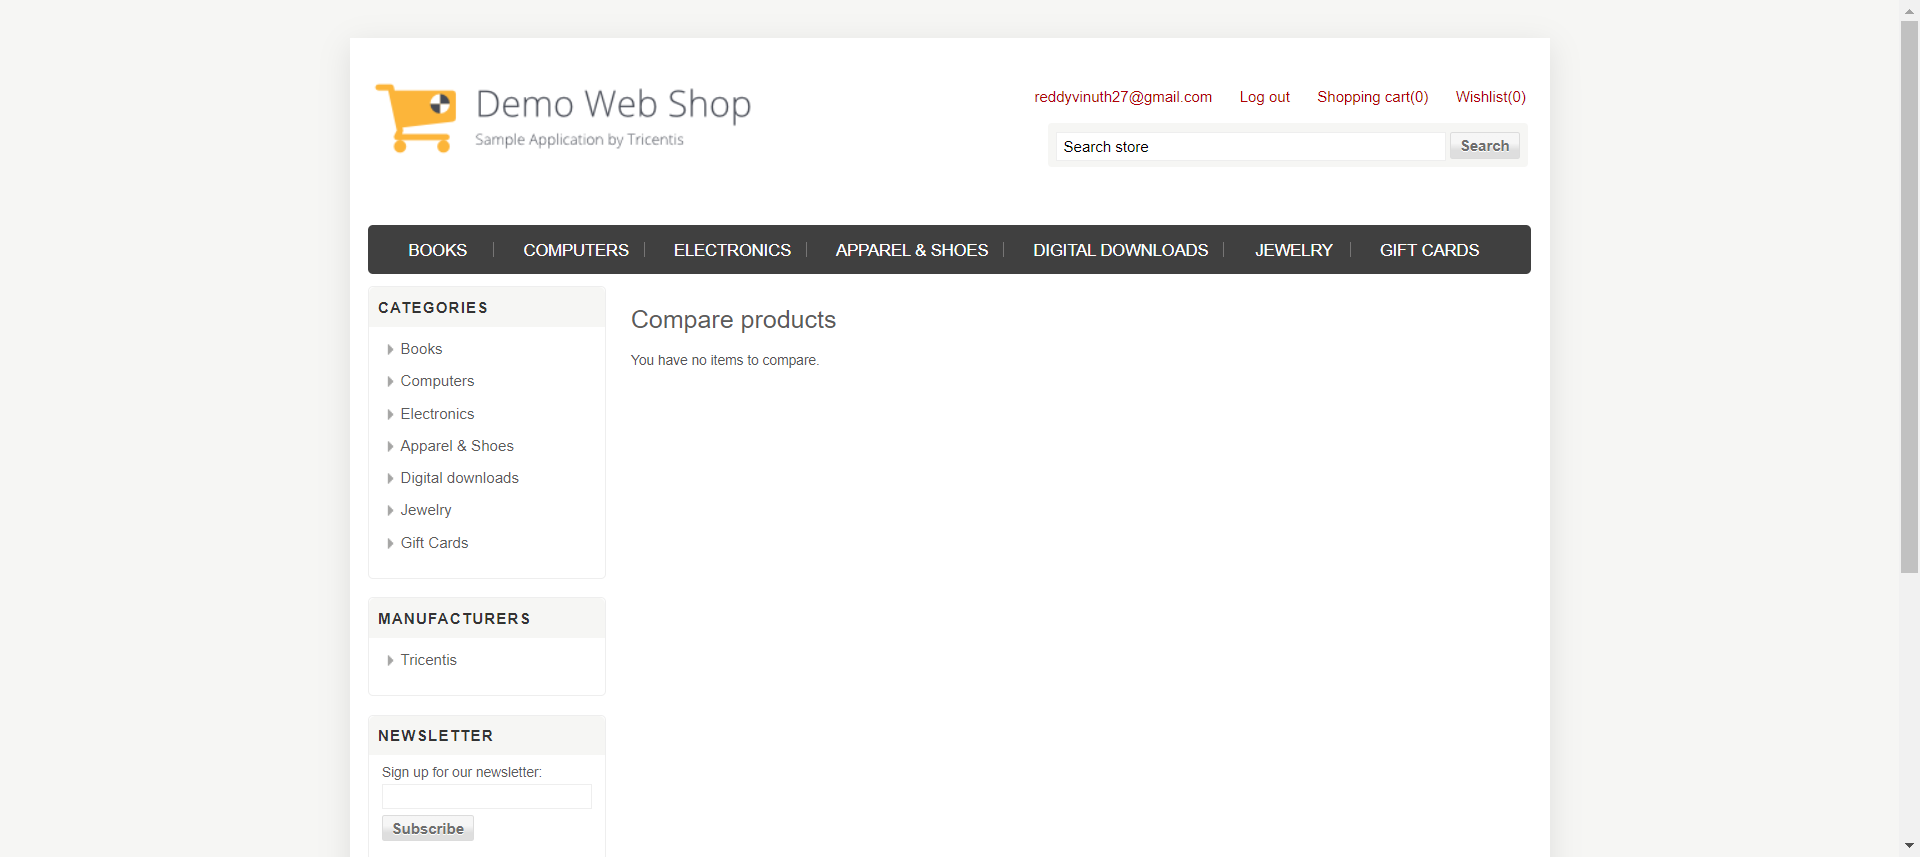 Demo Web Shop
Sample Application by Tricentis
reddyvinuth27@gmail.com Log out Shopping cart(0) Wishlist(0)
Search store Search
BOOKS COMPUTERS ELECTRONICS APPAREL & SHOES DIGITAL DOWNLOADS JEWELRY GIFT CARDS
CATEGORIES
Books
Computers
Electronics
Apparel & Shoes
Digital downloads
Jewelry
Gift Cards
MANUFACTURERS
Tricentis
NEWSLETTER
Sign up for our newsletter:
Subscribe
Compare products
You have no items to compare.